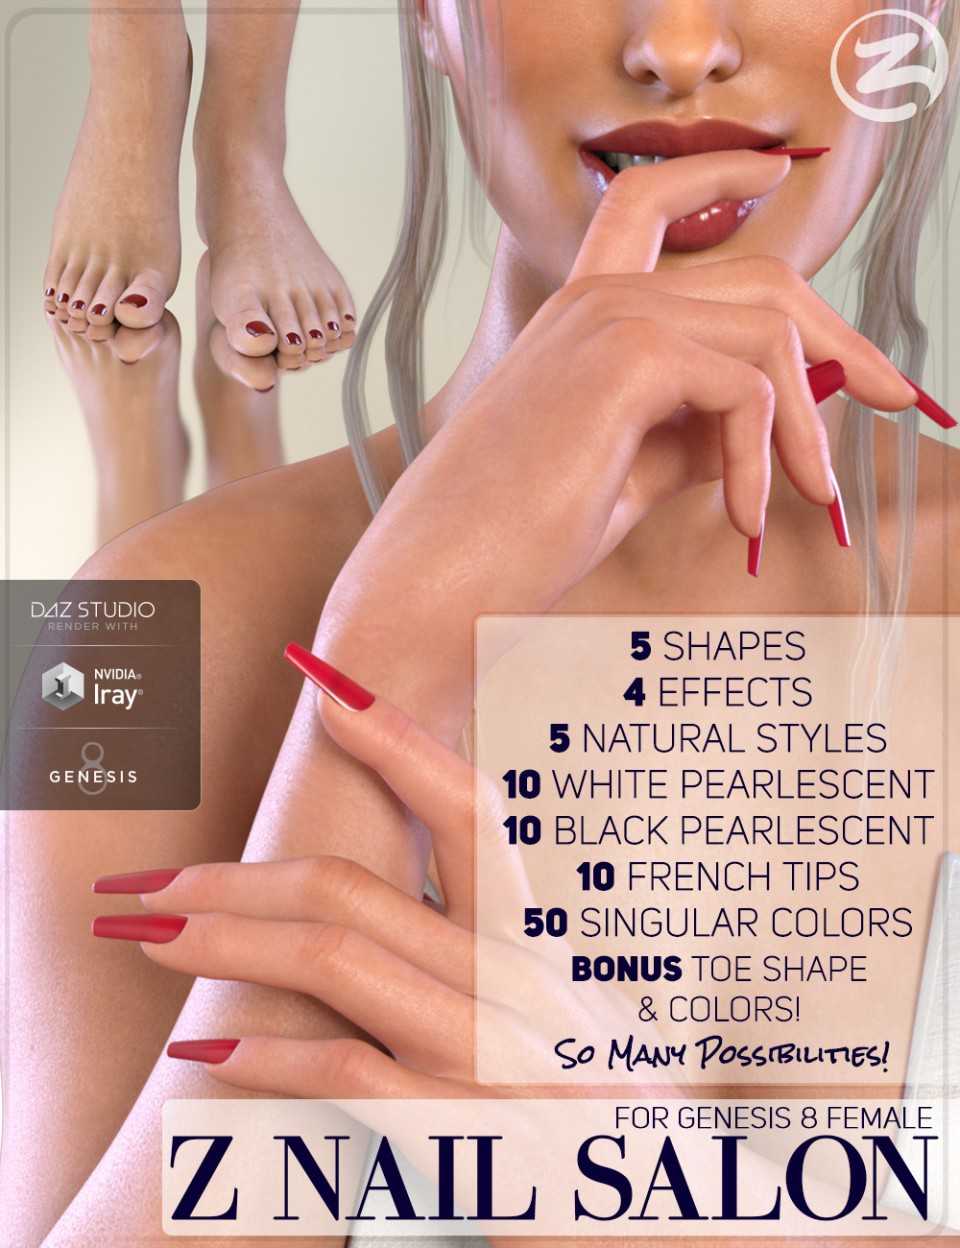 Z
DAZ STUDIO
RENDER WITH
NVIDIA®
Iray®
8
GENESIS
5 SHAPES
4 EFFECTS
5 NATURAL STYLES
10 WHITE PEARLESCENT
10 BLACK PEARLESCENT
10 FRENCH TIPS
50 SINGULAR COLORS
BONUS TOE SHAPE
& COLORS!
So Many Possibilities!
FOR GENESIS 8 FEMALE
Z NAIL SALON